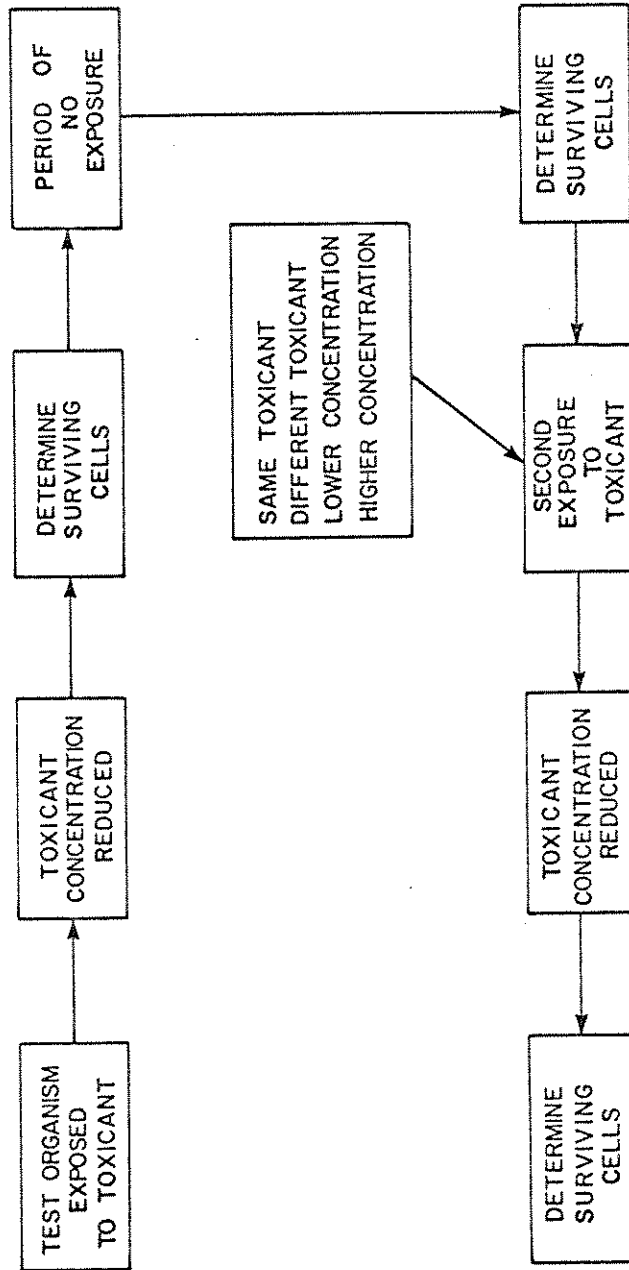 TEST ORGANISM
EXPOSED
TO TOXICANT
TOXICANT
CONCENTRATION
REDUCED
DETERMINE
SURVIVING
CELLS
PERIOD OF
NO
EXPOSURE
DETERMINE
SURVIVING
CELLS
SAME TOXICANT
DIFFERENT TOXICANT
LOWER CONCENTRATION
HIGHER CONCENTRATION
SECOND
EXPOSURE
TO
TOXICANT
TOXICANT
CONCENTRATION
REDUCED
DETERMINE
SURVIVING
CELLS